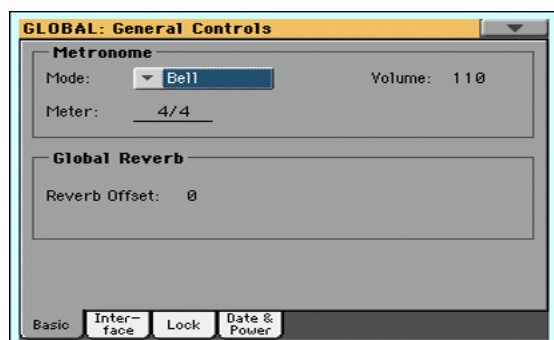 GLOBAL: General Controls
Metronome
Mode: Bell Volume: 110
Meter: 4/4
Global Reverb
Reverb Offset: 0
Basic Inter- Lock Date &
face Power